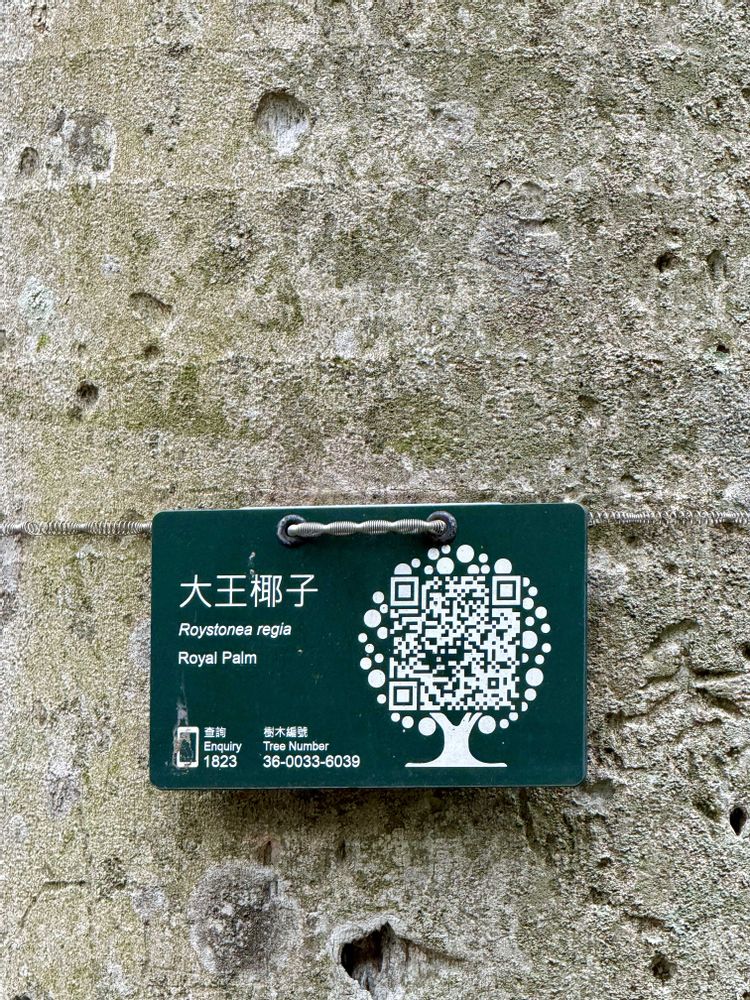 大王椰子
Roystonea regia
Royal Palm
查詢
Enquiry
1823
樹木編號
Tree Number
36-0033-6039